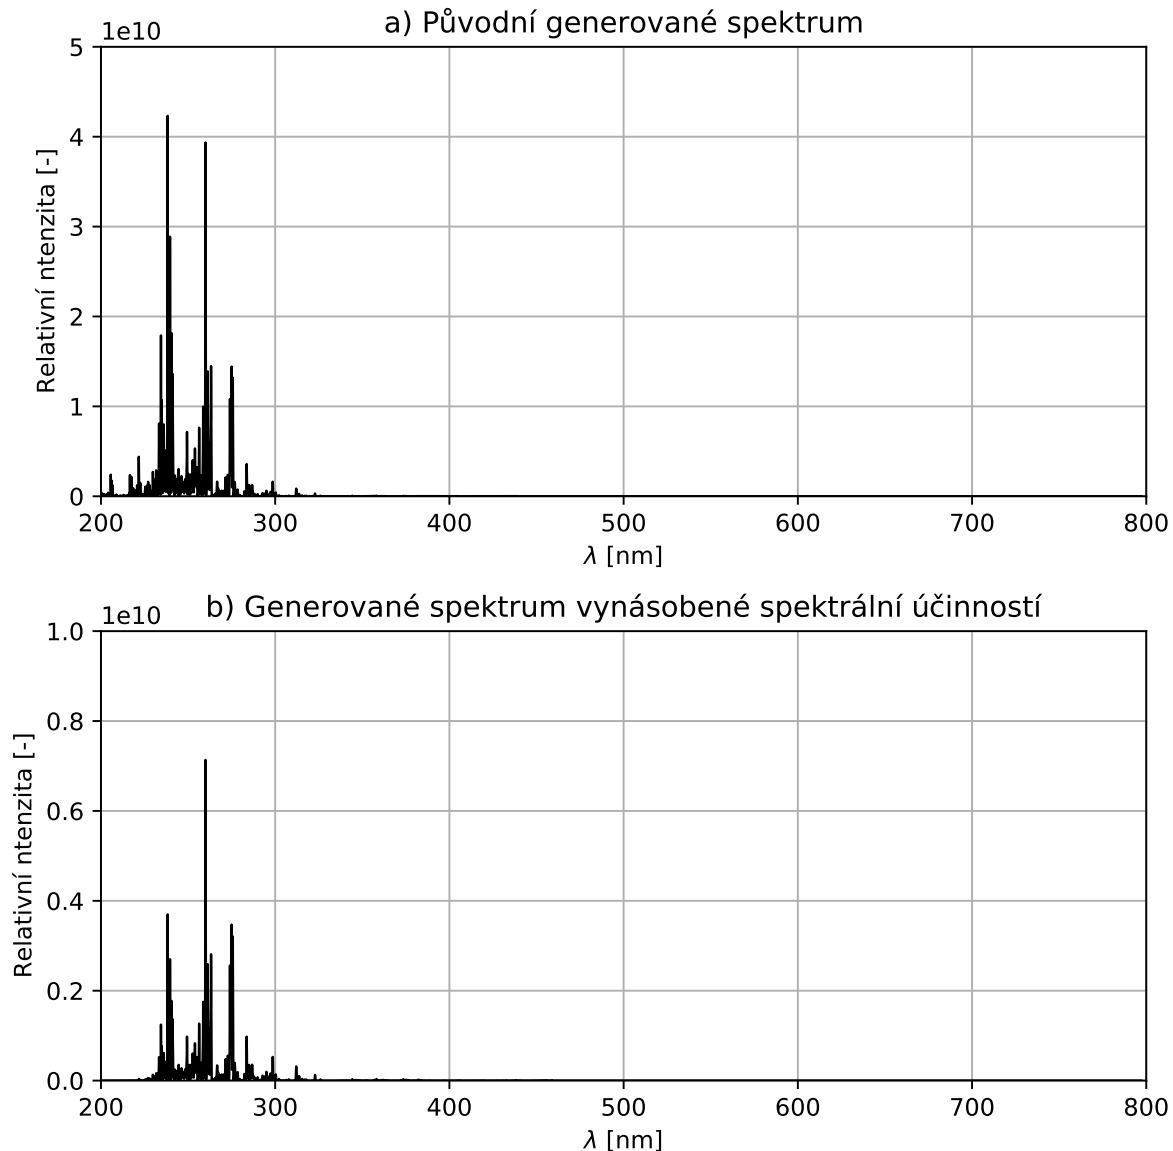 a) Původní generované spektrum
1e10
5
4
3
2
1
0
Relativní ntenzita [-]
200 300 400 500 600 700 800
λ [nm]
b) Generované spektrum vynásobené spektrální účinností
1e10
1.0
0.8
0.6
0.4
0.2
0.0
Relativní ntenzita [-]
200 300 400 500 600 700 800
λ [nm]